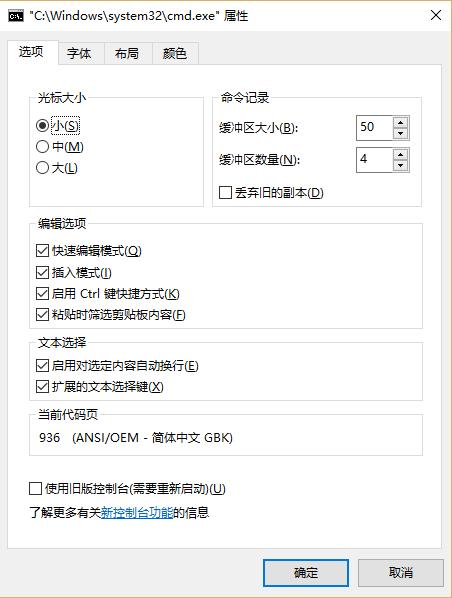 "C:\Windows\system32\cmd.exe" 属性
选项 字体 布局 颜色
光标大小
小(S)
中(M)
大(L)
命令记录
缓冲区大小(B): 50
缓冲区数量(N): 4
丢弃旧的副本(D)
编辑选项
快速编辑模式(Q)
插入模式(I)
启用 Ctrl 键快捷方式(K)
粘贴时筛选剪贴板内容(F)
文本选择
启用对选定内容自动换行(E)
扩展的文本选择键(X)
当前代码页
936 (ANSI/OEM - 简体中文 GBK)
使用旧版控制台(需要重新启动)(U)
了解更多有关新控制台功能的信息
确定 取消